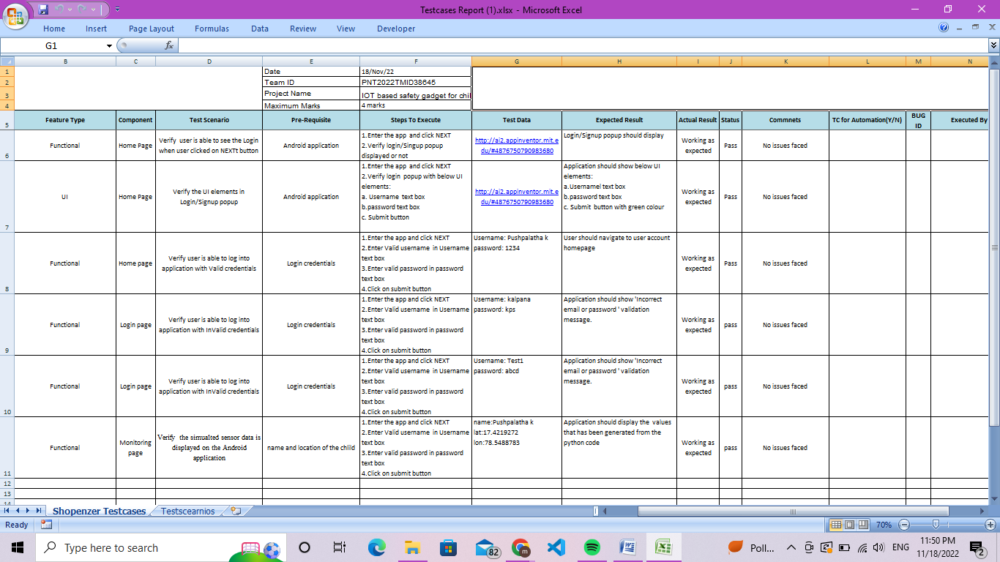 Testcases Report (1).xlsx - Microsoft Excel
Home Insert Page Layout Formulas Data Review View Developer
G1 fx
B C D E F G H I J K L M N
1 Date 18/Nov/22
2 Team ID PNT2022TMID38645
3 Project Name IOT based safety gadget for chil
4 Maximum Marks 4 marks
5 Feature Type Component Test Scenario Pre-Requisite Steps To Execute Test Data Expected Result Actual Result Status Commnets TC for Automation(Y/N) BUG ID Executed By
6
Functional
Home Page
Verify user is able to see the Login
when user clicked on NEXTt button
Android application
1.Enter the app and click NEXT
2.Verify login/Singup popup
displayed or not
http://ai2.appinventor.mit.e
du/#4876750790983680
Login/Signup popup should display
Working as
expected
Pass
No issues faced
7
UI
Home Page
Verify the UI elements in
Login/Signup popup
Android application
1.Enter the app and click NEXT
2.Verify login popup with below UI
elements:
a. Username text box
b.password text box
c. Submit button
http://ai2.appinventor.mit.e
du/#4876750790983680
Application should show below UI
elements:
a.Usernamel text box
b.password text box
c. Submit button with green colour
Working as
expected
Pass
No issues faced
8
Functional
Home page
Verify user is able to log into
application with Valid credentials
Login credentials
1.Enter the app and click NEXT
2.Enter Valid username in Username
text box
3.Enter valid password in password
text box
4.Click on submit button
Username: Pushpalatha k
password: 1234
User should navigate to user account
homepage
Working as
expected
Pass
No issues faced
9
Functional
Login page
Verify user is able to log into
application with InValid credentials
Login credentials
1.Enter the app and click NEXT
2.Enter Valid username in Username
text box
3.Enter valid password in password
text box
4.Click on submit button
Username: kalpana
password: kps
Application should show 'Incorrect
email or password ' validation
message.
Working as
expected
pass
No issues faced
10
Functional
Login page
Verify user is able to log into
application with InValid credentials
Login credentials
1.Enter the app and click NEXT
2.Enter Valid username in Username
text box
3.Enter valid password in password
text box
4.Click on submit button
Username: Test1
password: abcd
Application should show 'Incorrect
email or password ' validation
message.
Working as
expected
pass
No issues faced
11
Functional
Monitoring
page
Verify the simualted sensor data is
displayed on the Android
application
name and location of the chlild
1.Enter the app and click NEXT
2.Enter Valid username in Username
text box
3.Enter valid password in password
text box
4.Click on submit button
name:Pushpalatha k
lat:17.4219272
lon:78.5488783
Application should display the values
that has been generated from the
python code
Working as
expected
pass
No issues faced
12
13
14
Shopenzer Testcases Testscearnios
Ready 70%
Type here to search 82 m Poll... ENG 11:50 PM
11/18/2022 2